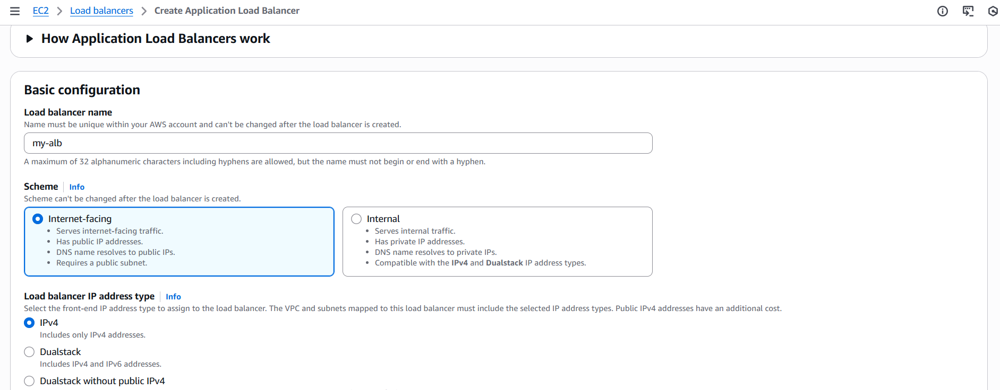 EC2 Load balancers Create Application Load Balancer
How Application Load Balancers work
Basic configuration
Load balancer name
Name must be unique within your AWS account and can't be changed after the load balancer is created.
my-alb
A maximum of 32 alphanumeric characters including hyphens are allowed, but the name must not begin or end with a hyphen.
Scheme Info
Scheme can't be changed after the load balancer is created.
Internet-facing
• Serves internet-facing traffic.
• Has public IP addresses.
• DNS name resolves to public IPs.
• Requires a public subnet.
Internal
• Serves internal traffic.
• Has private IP addresses.
• DNS name resolves to private IPs.
• Compatible with the IPv4 and Dualstack IP address types.
Load balancer IP address type Info
Select the front-end IP address type to assign to the load balancer. The VPC and subnets mapped to this load balancer must include the selected IP address types. Public IPv4 addresses have an additional cost.
IPv4
Includes only IPv4 addresses.
Dualstack
Includes IPv4 and IPv6 addresses.
Dualstack without public IPv4